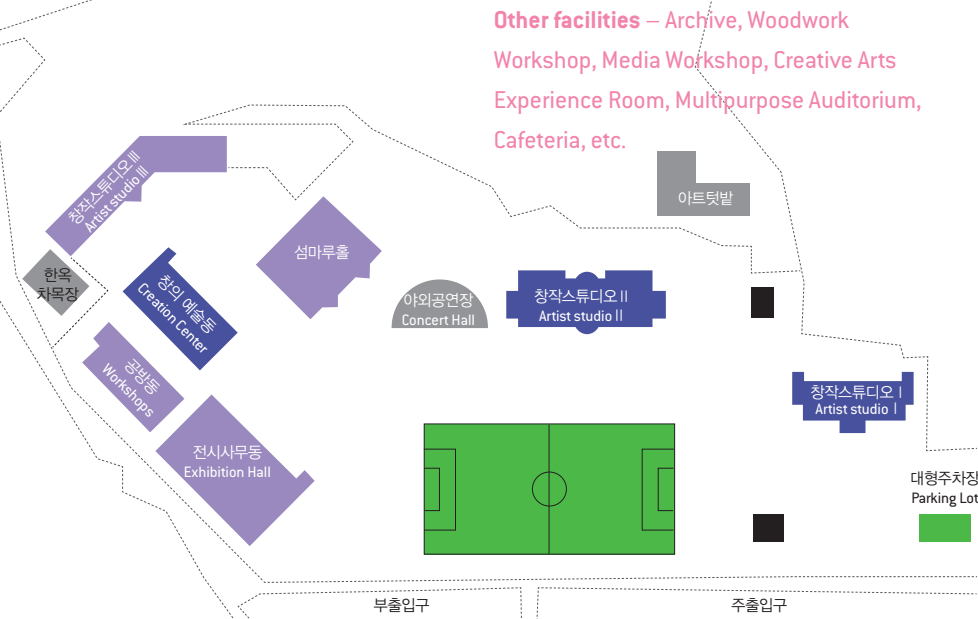 Other facilities – Archive, Woodwork
Workshop, Media Workshop, Creative Arts
Experience Room, Multipurpose Auditorium,
Cafeteria, etc.
창작스튜디오 III
Artist studio III
아트텃밭
섬마루홀
한옥
차목장
창의 예술동
Creation Center
야외공연장
Concert Hall
창작스튜디오 II
Artist studio II
공방동
Workshops
창작스튜디오 I
Artist studio I
전시사무동
Exhibition Hall
대형주차장
Parking Lot
부출입구
주출입구